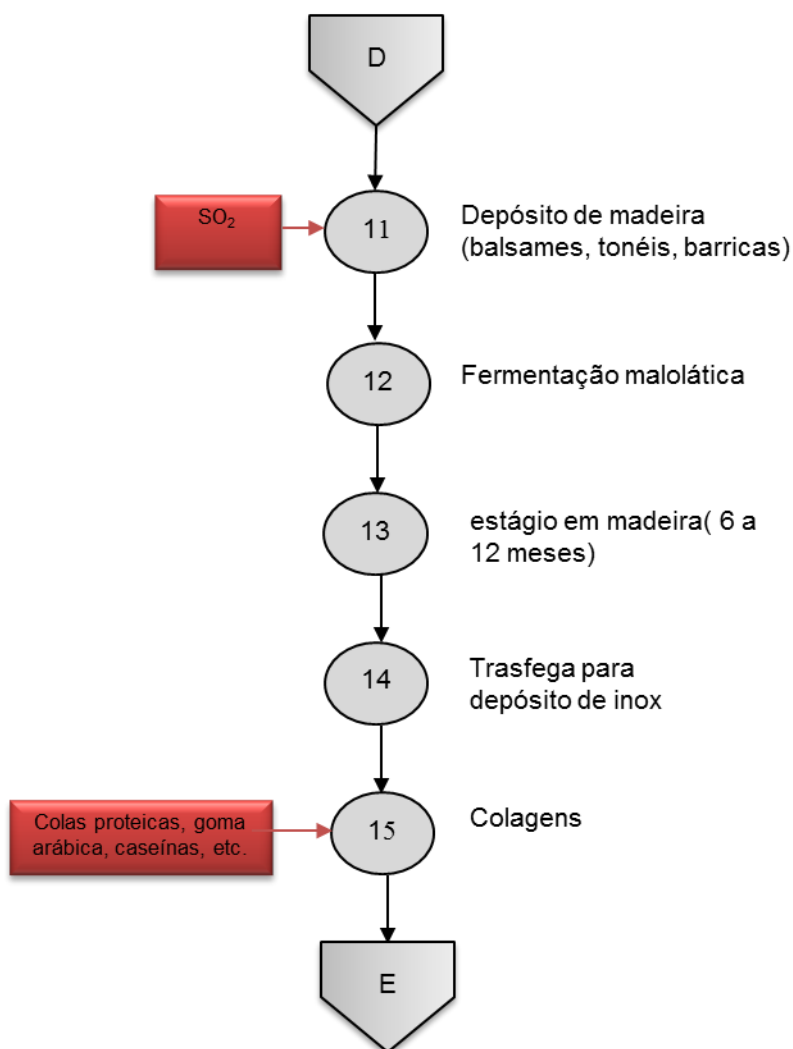 D
SO₂
11
Depósito de madeira
(balsames, tonéis, barricas)
12
Fermentação malolática
13
estágio em madeira( 6 a
12 meses)
14
Trasfega para
depósito de inox
Colas proteicas, goma
arábica, caseínas, etc.
15
Colagens
E